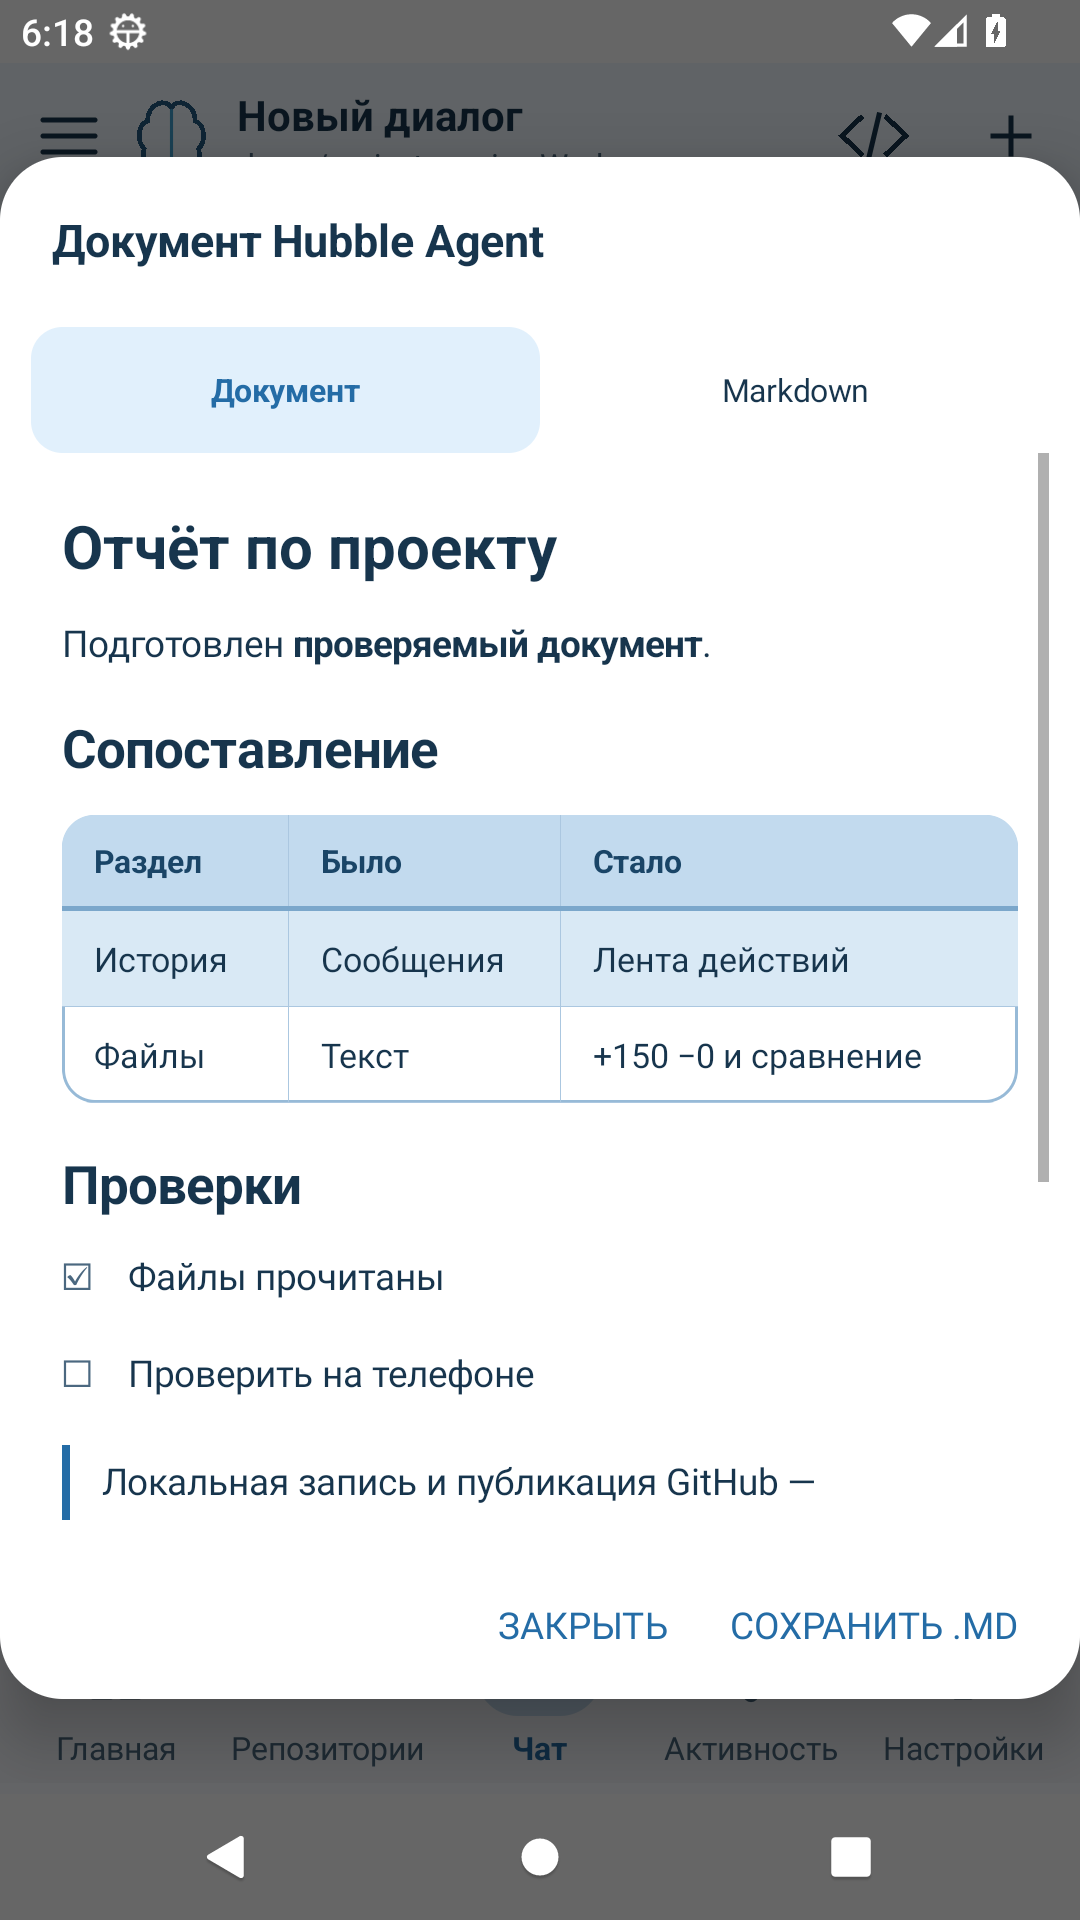 6:18
Новый диалог
Документ Hubble Agent
Документ
Markdown
Отчёт по проекту
Подготовлен проверяемый документ.
Сопоставление
Раздел Было Стало
История Сообщения Лента действий
Файлы Текст +150 −0 и сравнение
Проверки
☑ Файлы прочитаны
☐ Проверить на телефоне
Локальная запись и публикация GitHub —
ЗАКРЫТЬ СОХРАНИТЬ .MD
Главная Репозитории Чат Активность Настройки